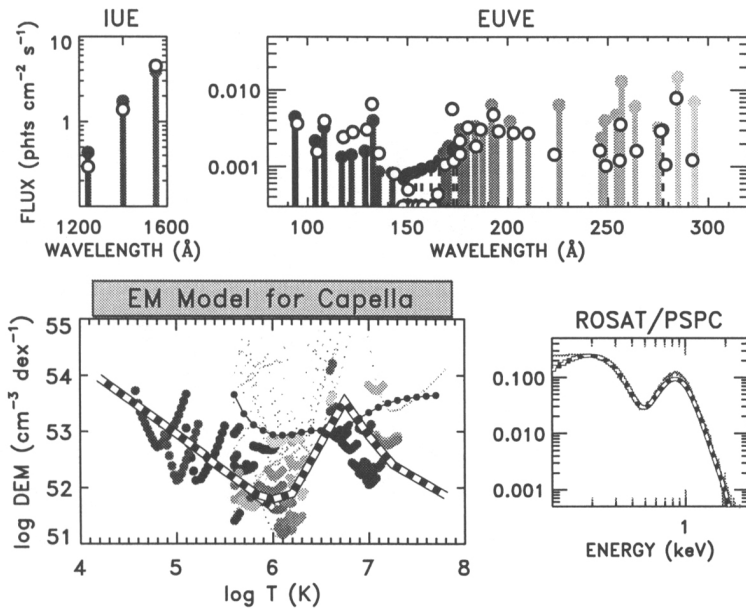 IUE
EUVE
FLUX (phts cm⁻² s⁻¹)
10
1
1200 1600
WAVELENGTH (Å)
0.010
0.001
100 150 200 250 300
WAVELENGTH (Å)
EM Model for Capella
log DEM (cm⁻³ dex⁻¹)
55
54
53
52
51
4 5 6 7 8
log T (K)
ROSAT/PSPC
0.100
0.010
0.001
1
ENERGY (keV)